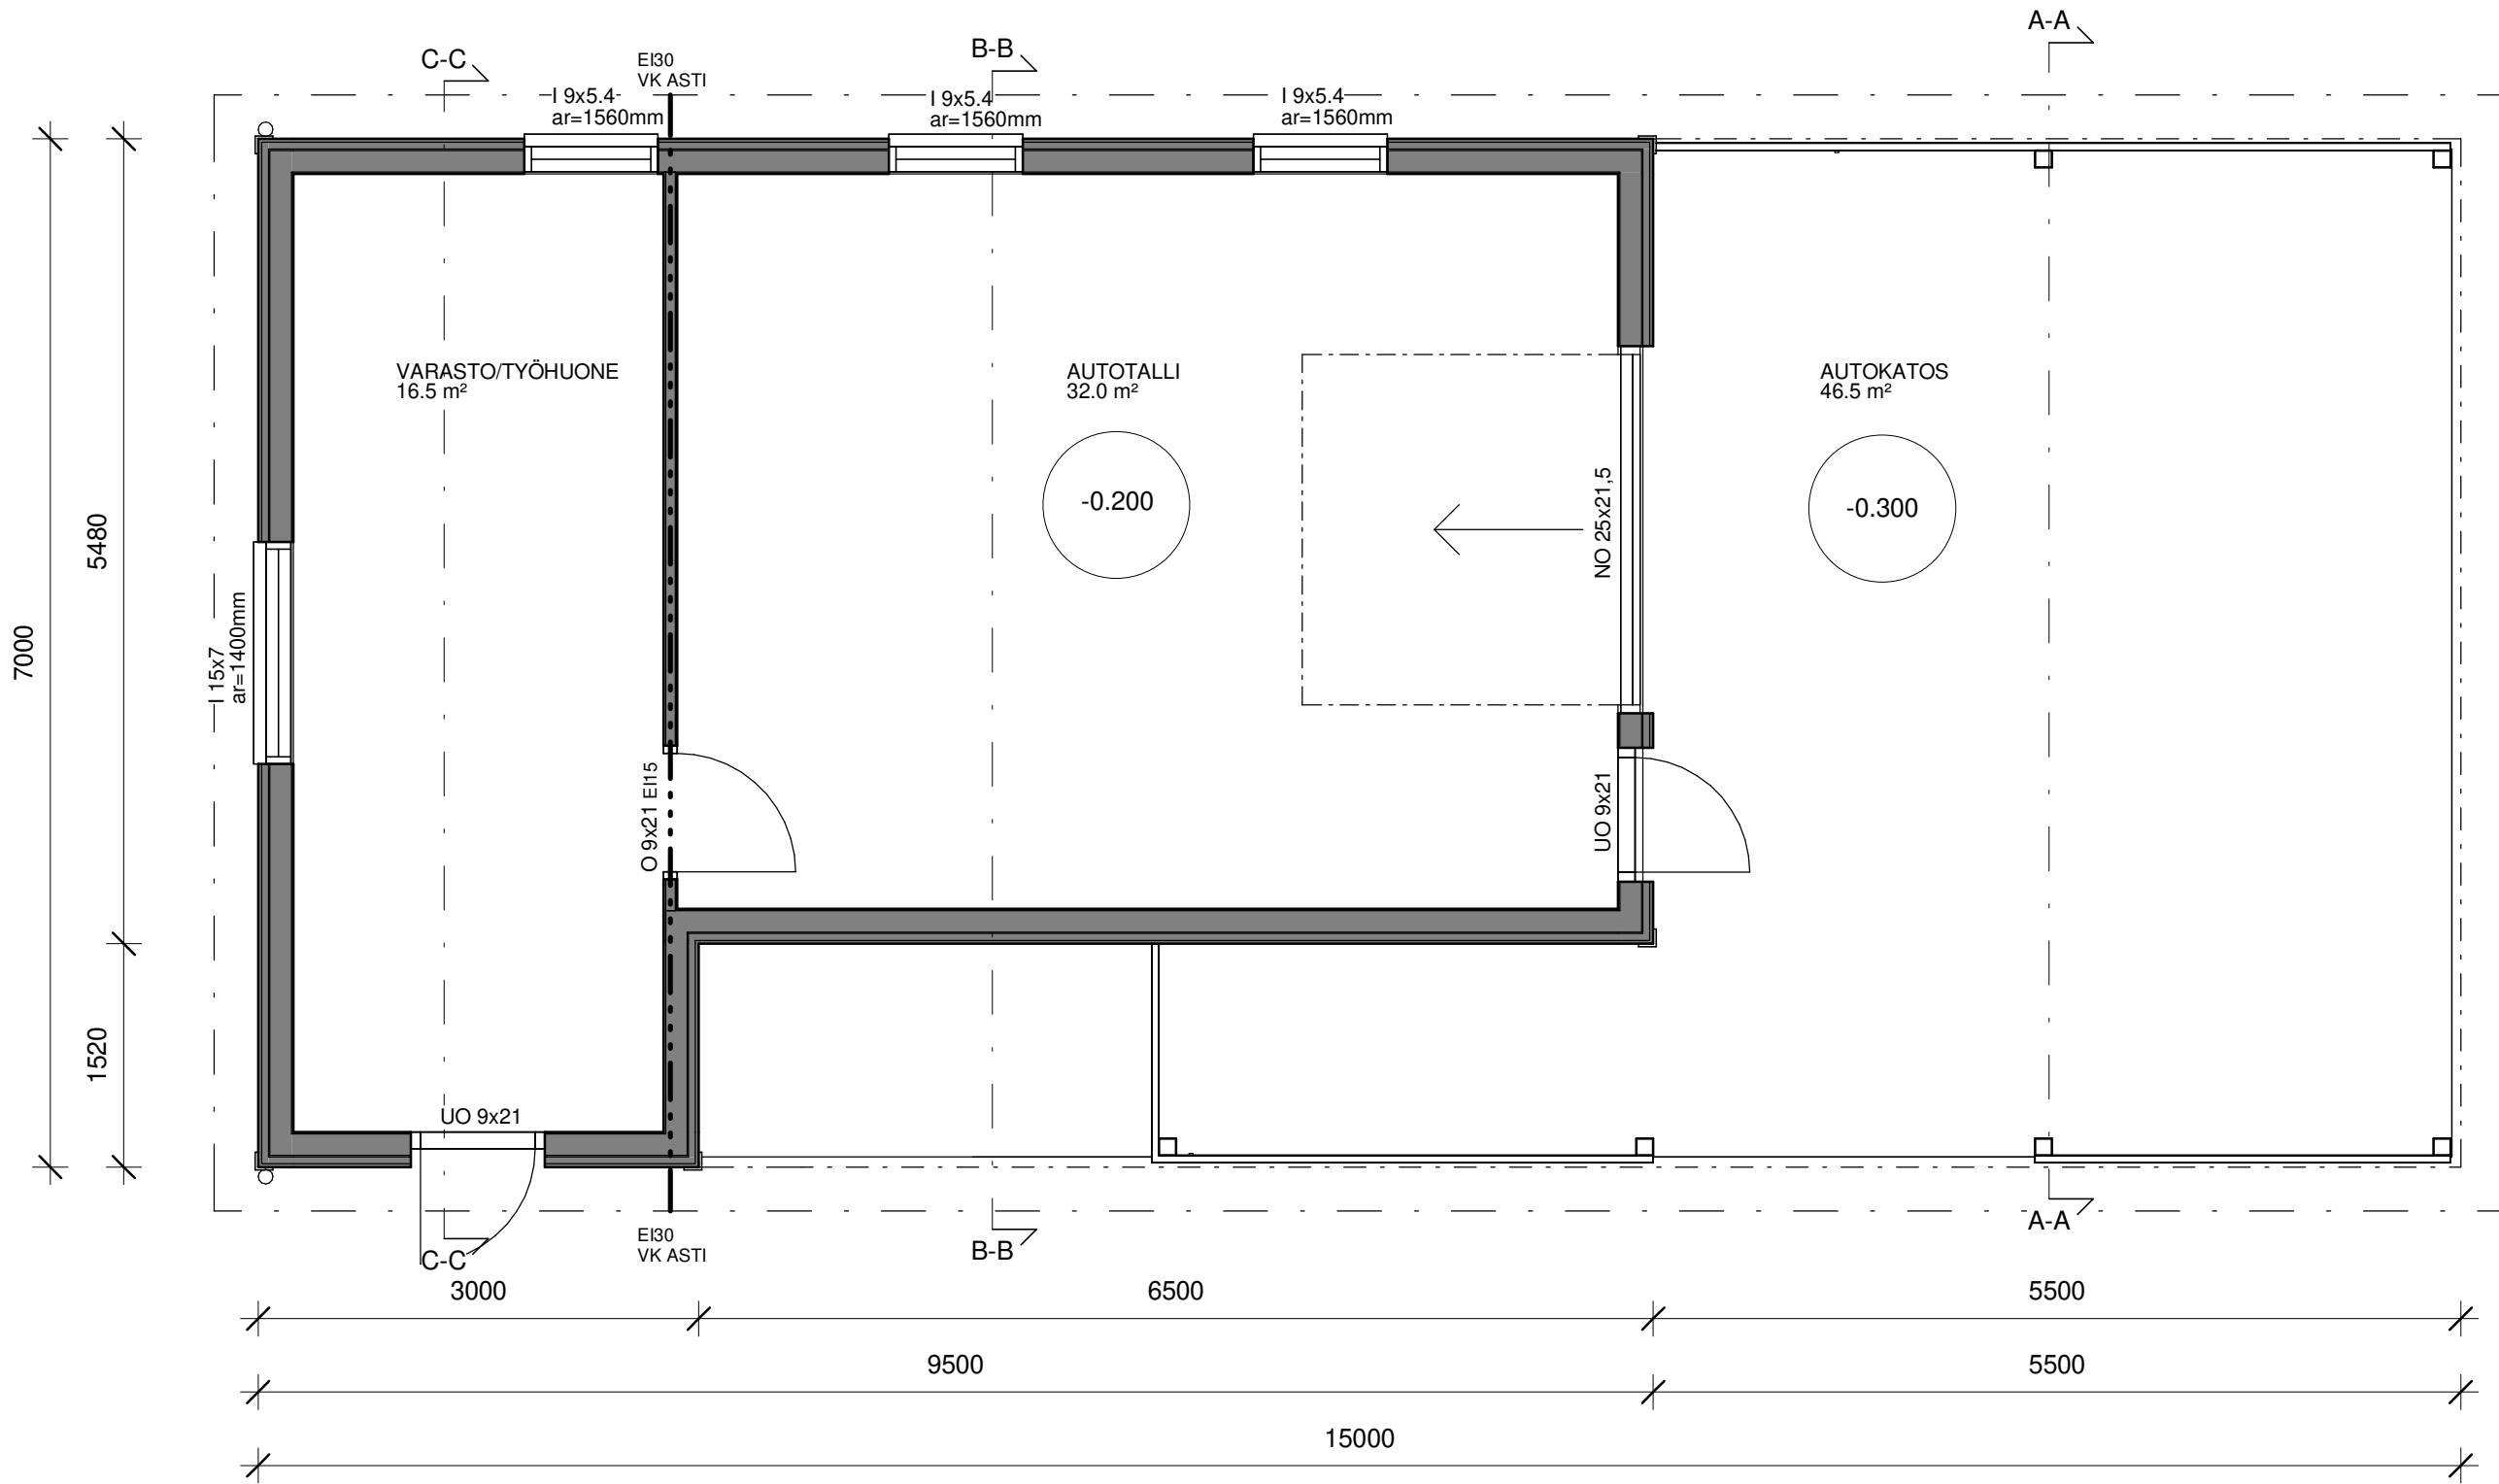 A-A
B-B
C-C
EI30
VK ASTI
I 9x5.4
ar=1560mm
I 9x5.4
ar=1560mm
I 9x5.4
ar=1560mm
VARASTO/TYÖHUONE
16.5 m²
AUTOTALLI
32.0 m²
AUTOKATOS
46.5 m²
-0.200
-0.300
NO 25x21,5
5480
7000
I 15x7
ar=1400mm
O 9x21 EI15
UO 9x21
1520
UO 9x21
EI30
VK ASTI
C-C
B-B
A-A
3000
6500
5500
9500
5500
15000